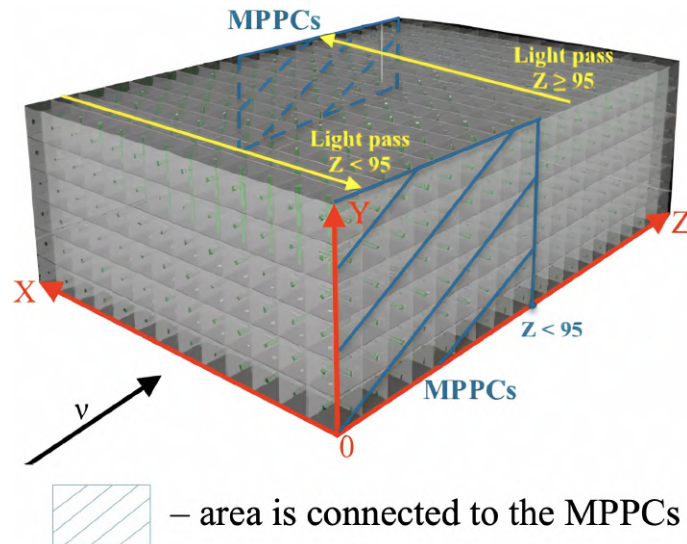 MPPCs
Light pass
Z ≥ 95
Light pass
Z < 95
Y
X
Z
Z < 95
MPPCs
ν
0
– area is connected to the MPPCs